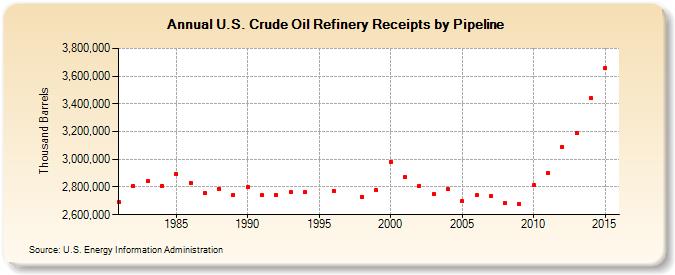 Annual U.S. Crude Oil Refinery Receipts by Pipeline
Thousand Barrels
3,800,000
3,600,000
3,400,000
3,200,000
3,000,000
2,800,000
2,600,000
1985 1990 1995 2000 2005 2010 2015
Source: U.S. Energy Information Administration